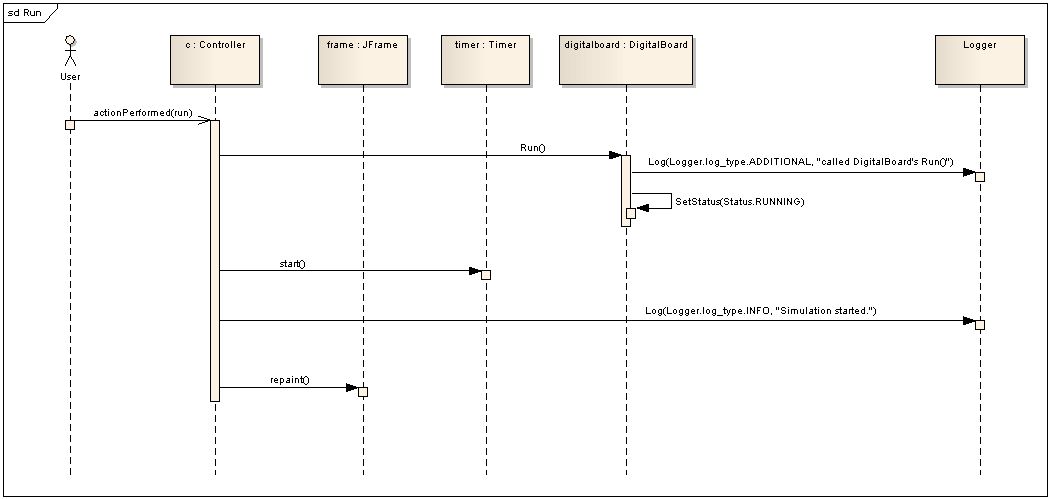 sd Run
c : Controller
frame : JFrame
timer : Timer
digitalboard : DigitalBoard
Logger
User
actionPerformed(run)
Run()
Log(Logger.log_type.ADDITIONAL, "called DigitalBoard's Run()")
SetStatus(Status.RUNNING)
start()
Log(Logger.log_type.INFO, "Simulation started.")
repaint()